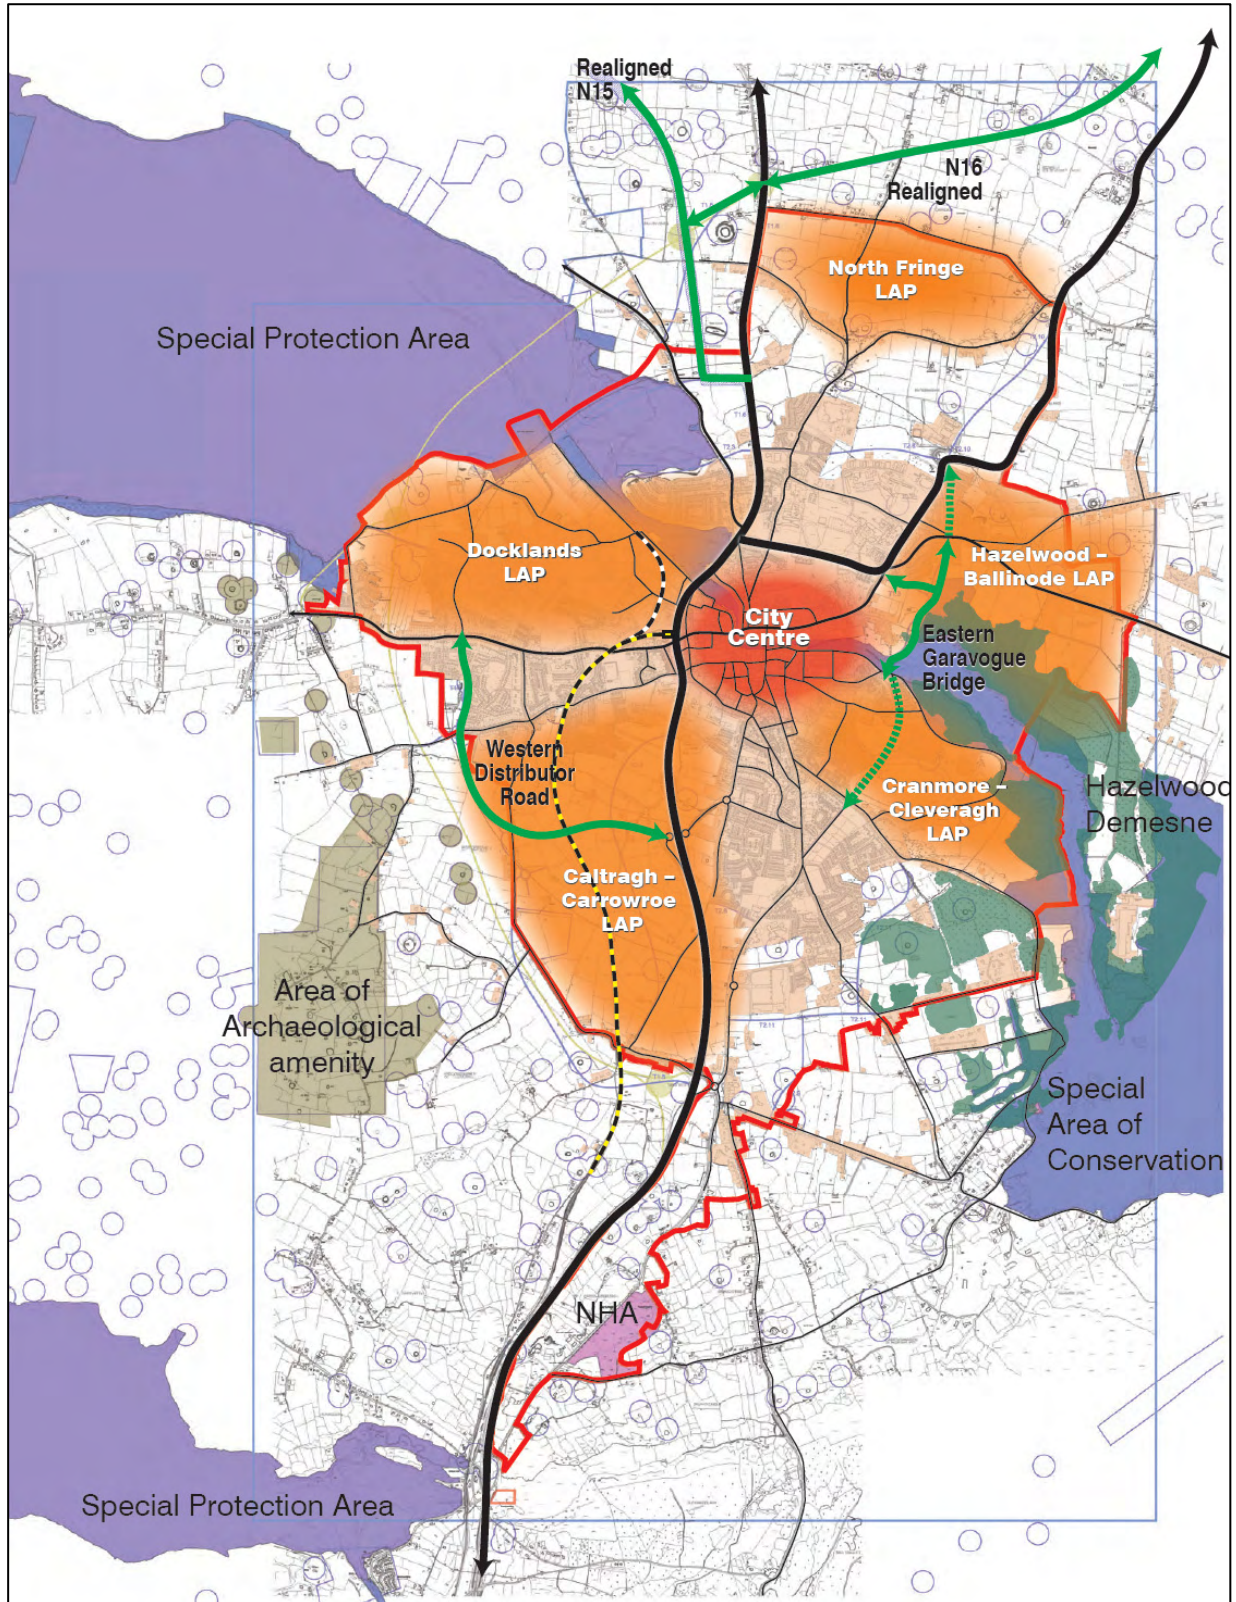 Realigned
N15
N16
Realigned
North Fringe
LAP
Special Protection Area
Docklands
LAP
Hazelwood –
Ballinode LAP
City
Centre
Eastern
Garavogue
Bridge
Western
Distributor
Road
Cranmore –
Cleveragh
LAP
Hazelwood
Demesne
Caltragh –
Carrowroe
LAP
Area of
Archaeological
amenity
Special
Area of
Conservation
NHA
Special Protection Area